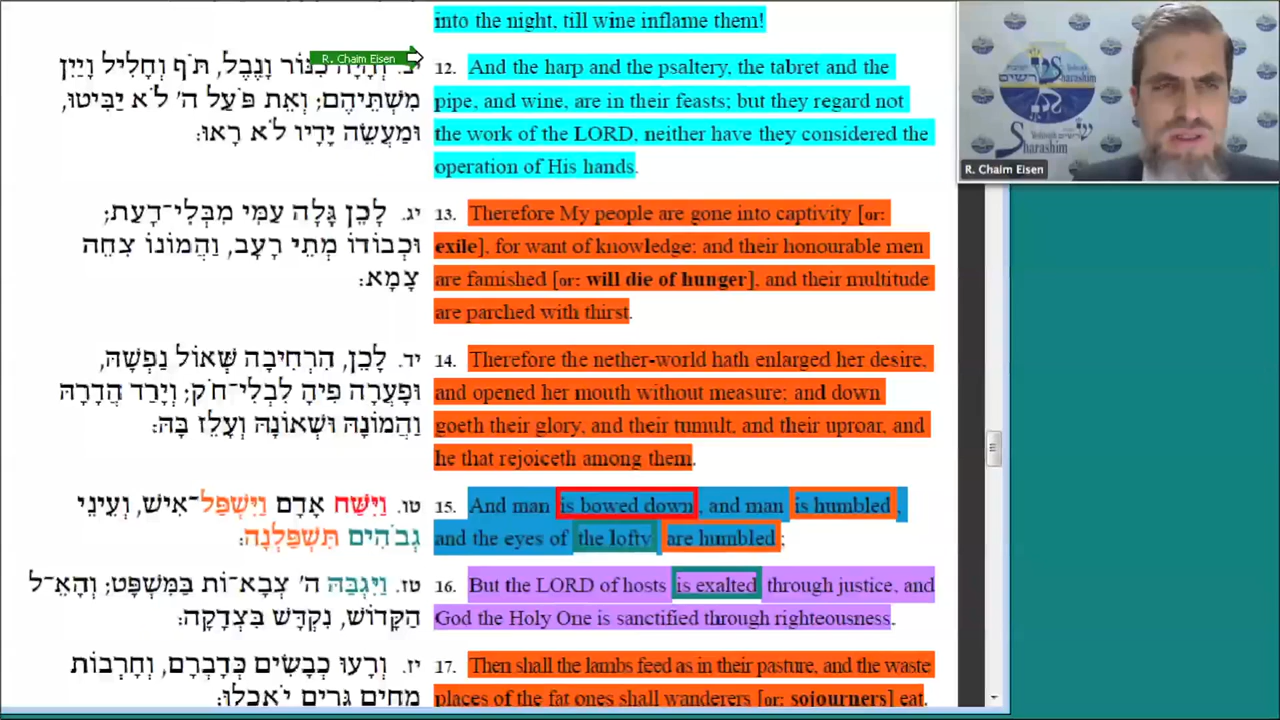 into the night, till wine inflame them!
R. Chaim Eisen
כִנּוֹר וָנֶבֶל, תֹּף וְחָלִיל וָיַיִן
מִשְׁתֵּיהֶם; וְאֵת פֹּעַל ה' לֹא יַבִּיטוּ,
וּמַעֲשֵׂה יָדָיו לֹא רָאוּ:
12. And the harp and the psaltery, the tabret and the
pipe, and wine, are in their feasts; but they regard not
the work of the LORD, neither have they considered the
operation of His hands.
יג. לָכֵן גָּלָה עַמִּי מִבְּלִי־דָעַת;
וּכְבוֹדוֹ מְתֵי רָעָב, וַהֲמוֹנוֹ צִחֵה
צָמָא:
13. Therefore My people are gone into captivity [or:
exile], for want of knowledge; and their honourable men
are famished [or: will die of hunger], and their multitude
are parched with thirst.
יד. לָכֵן, הִרְחִיבָה שְּׁאוֹל נַפְשָׁהּ,
וּפָעֲרָה פִיהָ לִבְלִי־חֹק; וְיָרַד הֲדָרָהּ
וַהֲמוֹנָהּ וּשְׁאוֹנָהּ וְעָלֵז בָּהּ:
14. Therefore the nether-world hath enlarged her desire,
and opened her mouth without measure; and down
goeth their glory, and their tumult, and their uproar, and
he that rejoiceth among them.
טו. וַיִּשַּׁח אָדָם וַיִּשְׁפַּל־אִישׁ, וְעֵינֵי
גְבֹהִים תִּשְׁפַּלְנָה:
15. And man is bowed down, and man is humbled,
and the eyes of the lofty are humbled;
טז. וַיִּגְבַּהּ ה' צְבָא־וֹת בַּמִּשְׁפָּט; וְהָאֵ־ל
הַקָּדוֹשׁ, נִקְדָּשׁ בִּצְדָקָה:
16. But the LORD of hosts is exalted through justice, and
God the Holy One is sanctified through righteousness.
יז. וְרָעוּ כְבָשִׂים כְּדָבְרָם, וְחָרְבוֹת
מֵחִים גָּרִים יֹאכֵלוּ:
17. Then shall the lambs feed as in their pasture, and the waste
places of the fat ones shall wanderers [or: sojourners] eat.
שרשים
Yeshivah Sharashim
R. Chaim Eisen